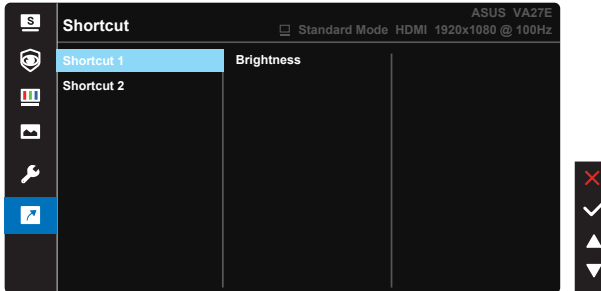 S
Shortcut
ASUS VA27E
Standard Mode HDMI 1920x1080 @ 100Hz
Shortcut 1
Brightness
Shortcut 2